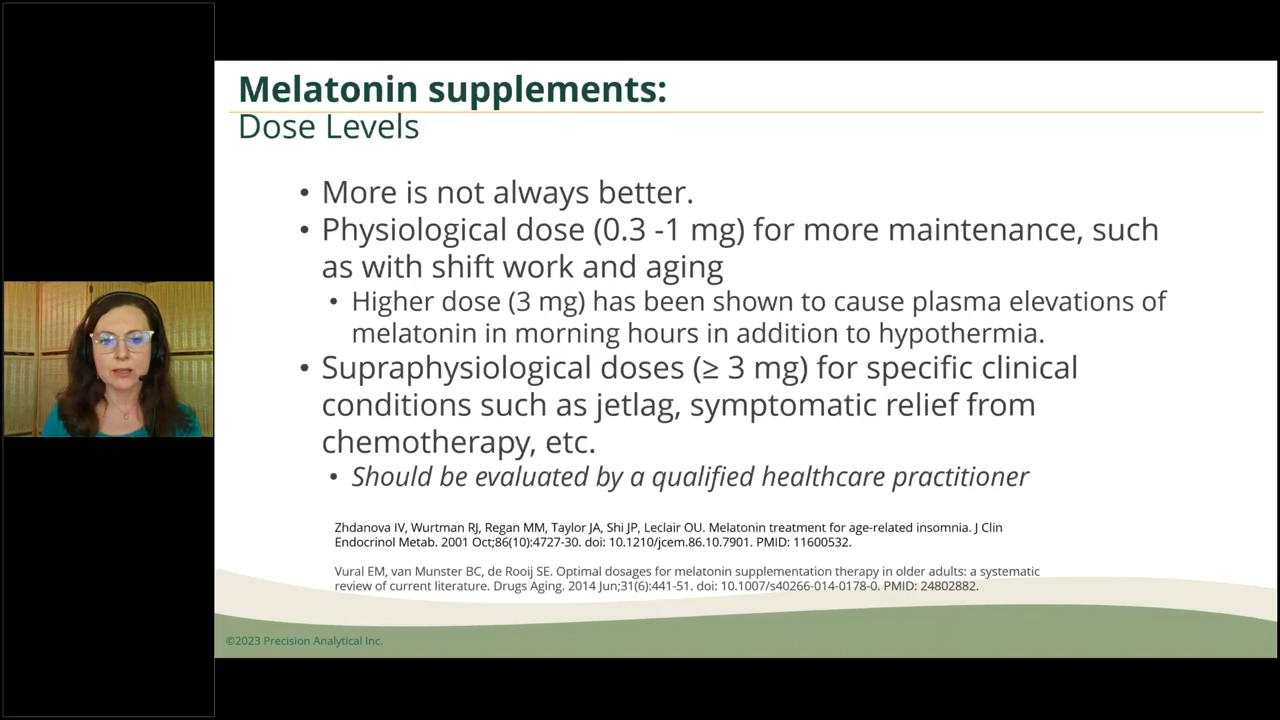 Melatonin supplements:
Dose Levels
• More is not always better.
• Physiological dose (0.3 -1 mg) for more maintenance, such
as with shift work and aging
• Higher dose (3 mg) has been shown to cause plasma elevations of
melatonin in morning hours in addition to hypothermia.
• Supraphysiological doses (≥ 3 mg) for specific clinical
conditions such as jetlag, symptomatic relief from
chemotherapy, etc.
• Should be evaluated by a qualified healthcare practitioner
Zhdanova IV, Wurtman RJ, Regan MM, Taylor JA, Shi JP, Leclair OU. Melatonin treatment for age-related insomnia. J Clin
Endocrinol Metab. 2001 Oct;86(10):4727-30. doi: 10.1210/jcem.86.10.7901. PMID: 11600532.
Vural EM, van Munster BC, de Rooij SE. Optimal dosages for melatonin supplementation therapy in older adults: a systematic
review of current literature. Drugs Aging. 2014 Jun;31(6):441-51. doi: 10.1007/s40266-014-0178-0. PMID: 24802882.
©2023 Precision Analytical Inc.